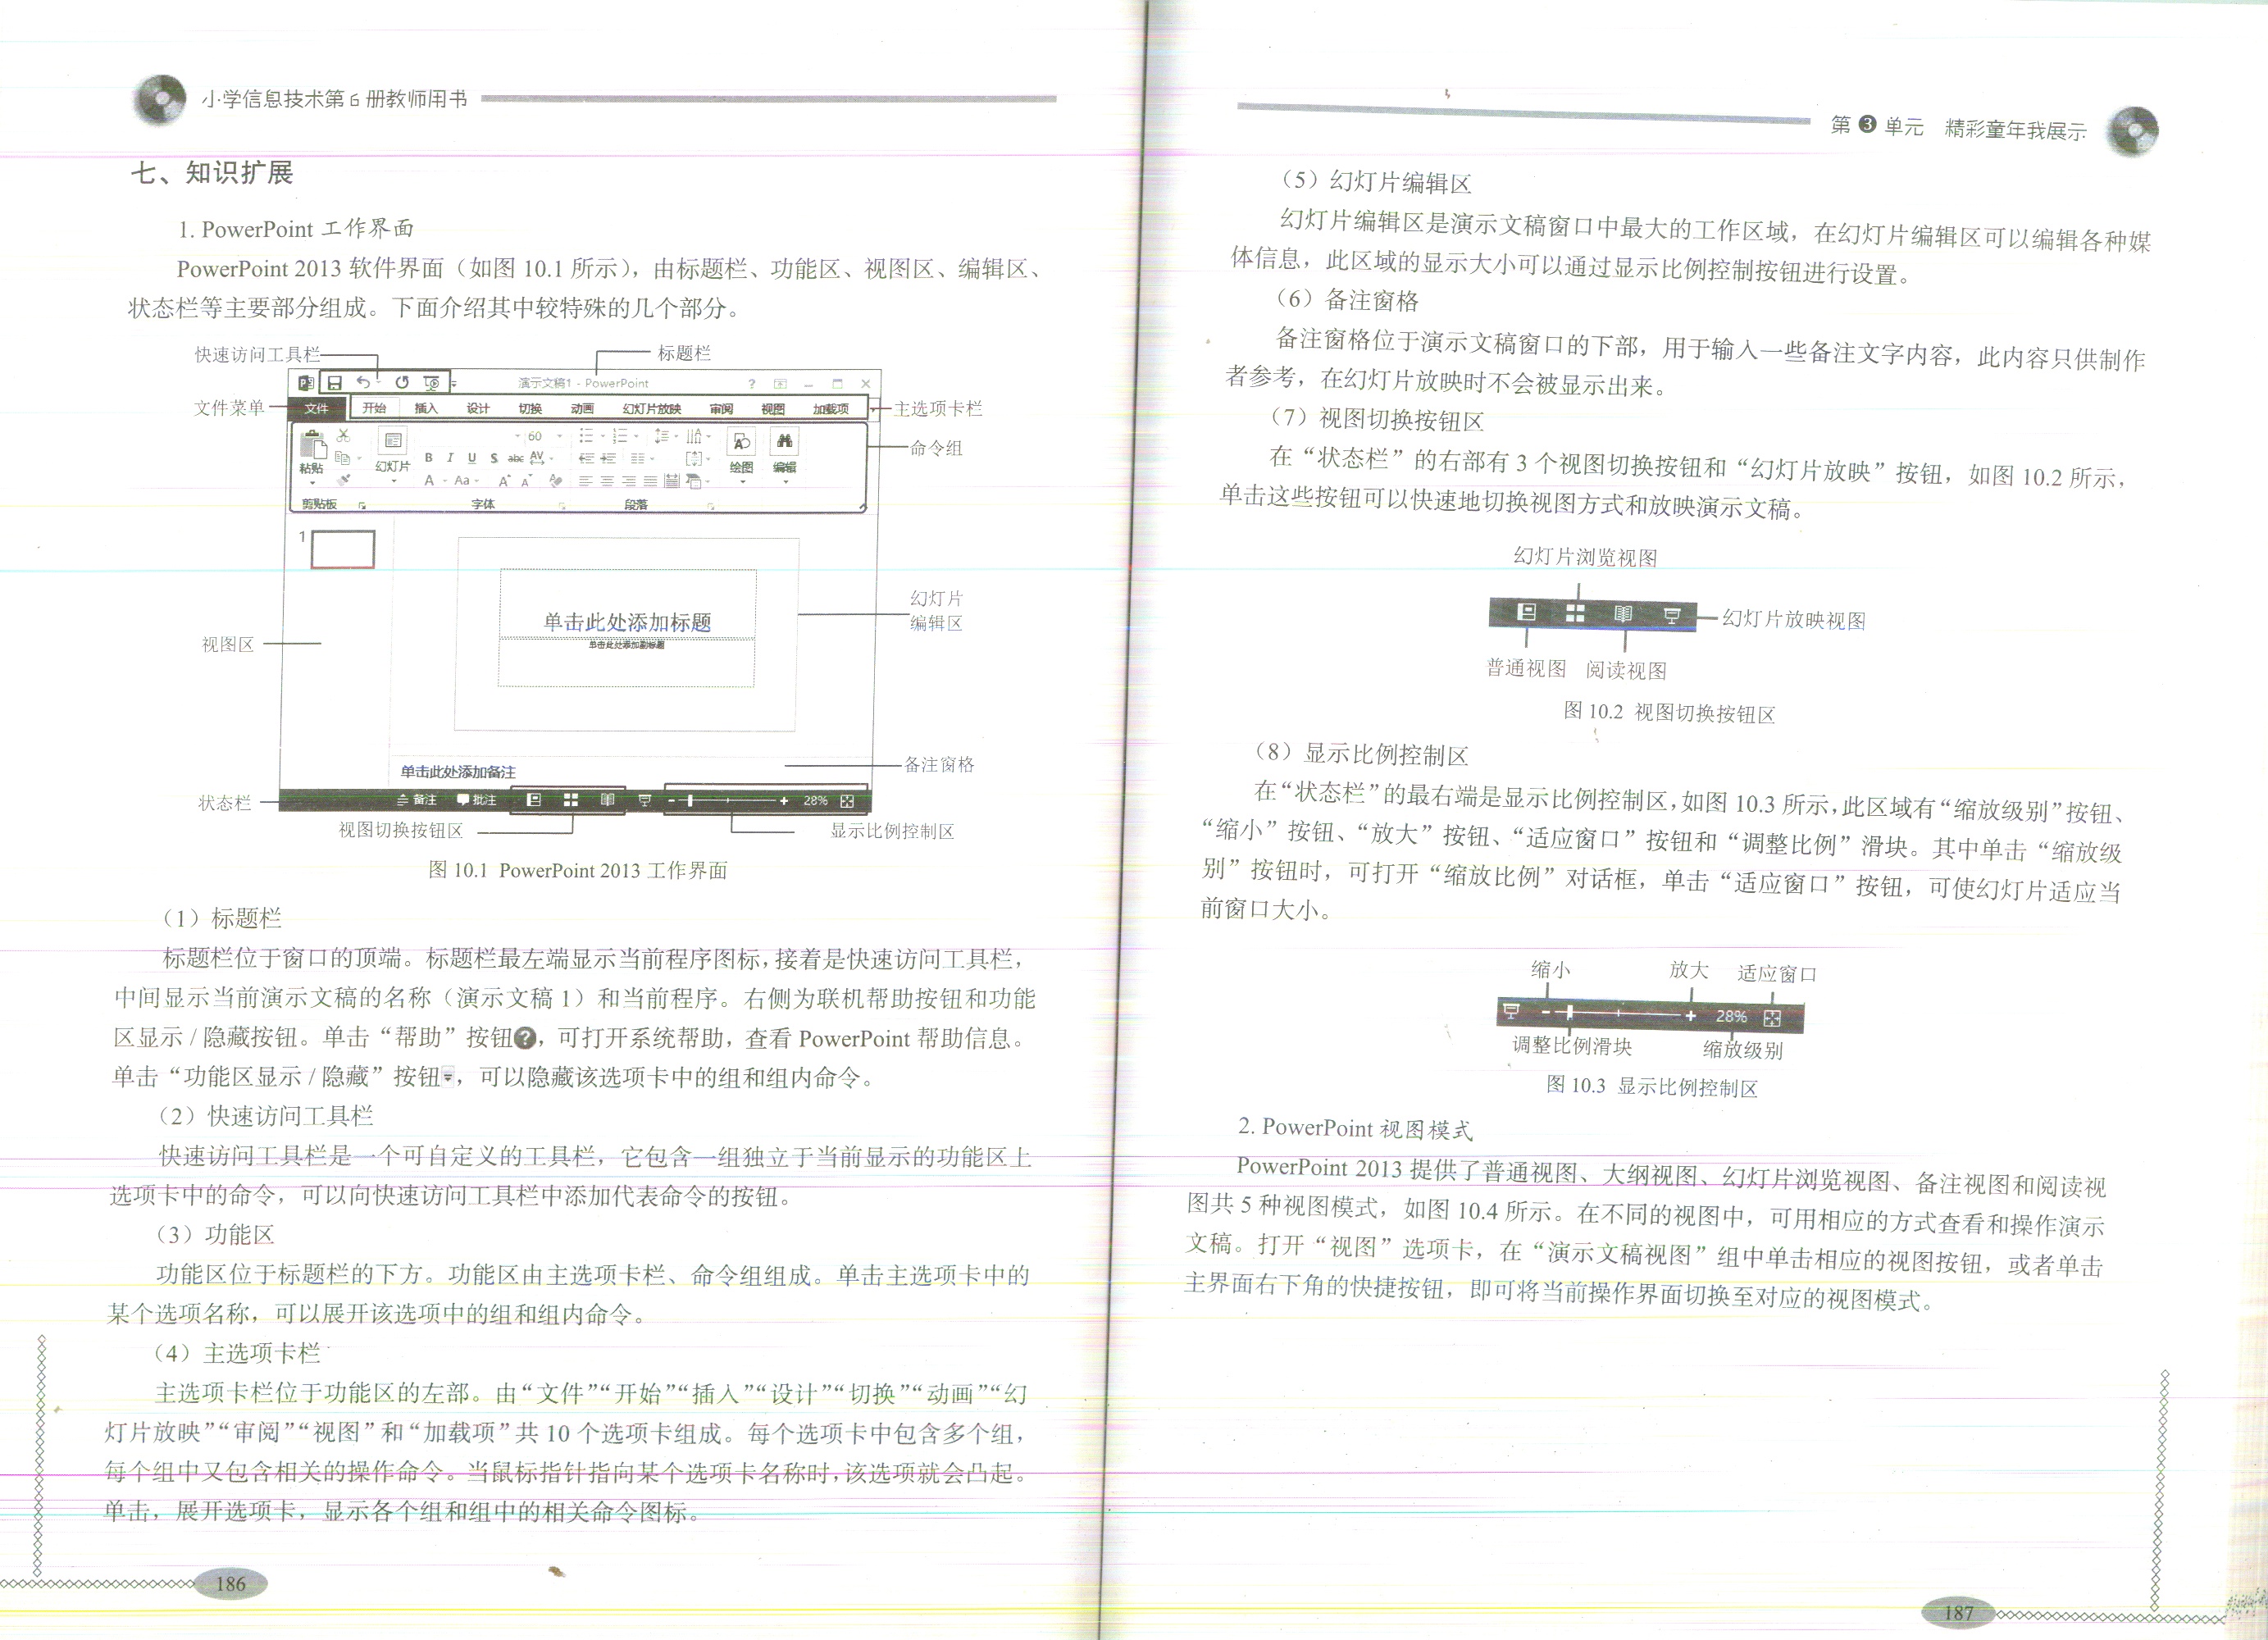 小学信息技术第6册教师用书
七、知识扩展
1. PowerPoint 工作界面
PowerPoint 2013 软件界面（如图 10.1 所示），由标题栏、功能区、视图区、编辑区、
状态栏等主要部分组成。下面介绍其中较特殊的几个部分。
快速访问工具栏
标题栏
演示文稿1 - PowerPoint
文件菜单
文件 开始 插入 设计 切换 动画 幻灯片放映 审阅 视图 加载项
主选项卡栏
60
命令组
粘贴 幻灯片 B I U S abc AV 绘图 编辑
A Aa A A
剪贴板 字体 段落
1
幻灯片
编辑区
单击此处添加标题
单击此处添加副标题
视图区
备注窗格
单击此处添加备注
状态栏
备注 批注 28%
视图切换按钮区
显示比例控制区
图 10.1 PowerPoint 2013 工作界面
（1）标题栏
标题栏位于窗口的顶端。标题栏最左端显示当前程序图标，接着是快速访问工具栏，
中间显示当前演示文稿的名称（演示文稿 1）和当前程序。右侧为联机帮助按钮和功能
区显示 / 隐藏按钮。单击“帮助”按钮?，可打开系统帮助，查看 PowerPoint 帮助信息。
单击“功能区显示 / 隐藏”按钮，可以隐藏该选项卡中的组和组内命令。
（2）快速访问工具栏
快速访问工具栏是一个可自定义的工具栏，它包含一组独立于当前显示的功能区上
选项卡中的命令，可以向快速访问工具栏中添加代表命令的按钮。
（3）功能区
功能区位于标题栏的下方。功能区由主选项卡栏、命令组组成。单击主选项卡中的
某个选项名称，可以展开该选项中的组和组内命令。
（4）主选项卡栏
主选项卡栏位于功能区的左部。由“文件”“开始”“插入”“设计”“切换”“动画”“幻
灯片放映”“审阅”“视图”和“加载项”共 10 个选项卡组成。每个选项卡中包含多个组，
每个组中又包含相关的操作命令。当鼠标指针指向某个选项卡名称时，该选项就会凸起。
单击，展开选项卡，显示各个组和组中的相关命令图标。
186
第3单元 精彩童年我展示
（5）幻灯片编辑区
幻灯片编辑区是演示文稿窗口中最大的工作区域，在幻灯片编辑区可以编辑各种媒
体信息，此区域的显示大小可以通过显示比例控制按钮进行设置。
（6）备注窗格
备注窗格位于演示文稿窗口的下部，用于输入一些备注文字内容，此内容只供制作
者参考，在幻灯片放映时不会被显示出来。
（7）视图切换按钮区
在“状态栏”的右部有 3 个视图切换按钮和“幻灯片放映”按钮，如图 10.2 所示，
单击这些按钮可以快速地切换视图方式和放映演示文稿。
幻灯片浏览视图
幻灯片放映视图
普通视图 阅读视图
图 10.2 视图切换按钮区
（8）显示比例控制区
在“状态栏”的最右端是显示比例控制区，如图 10.3 所示，此区域有“缩放级别”按钮、
“缩小”按钮、“放大”按钮、“适应窗口”按钮和“调整比例”滑块。其中单击“缩放级
别”按钮时，可打开“缩放比例”对话框，单击“适应窗口”按钮，可使幻灯片适应当
前窗口大小。
缩小 放大 适应窗口
28%
调整比例滑块 缩放级别
图 10.3 显示比例控制区
2. PowerPoint 视图模式
PowerPoint 2013 提供了普通视图、大纲视图、幻灯片浏览视图、备注视图和阅读视
图共 5 种视图模式，如图 10.4 所示。在不同的视图中，可用相应的方式查看和操作演示
文稿。打开“视图”选项卡，在“演示文稿视图”组中单击相应的视图按钮，或者单击
主界面右下角的快捷按钮，即可将当前操作界面切换至对应的视图模式。
187